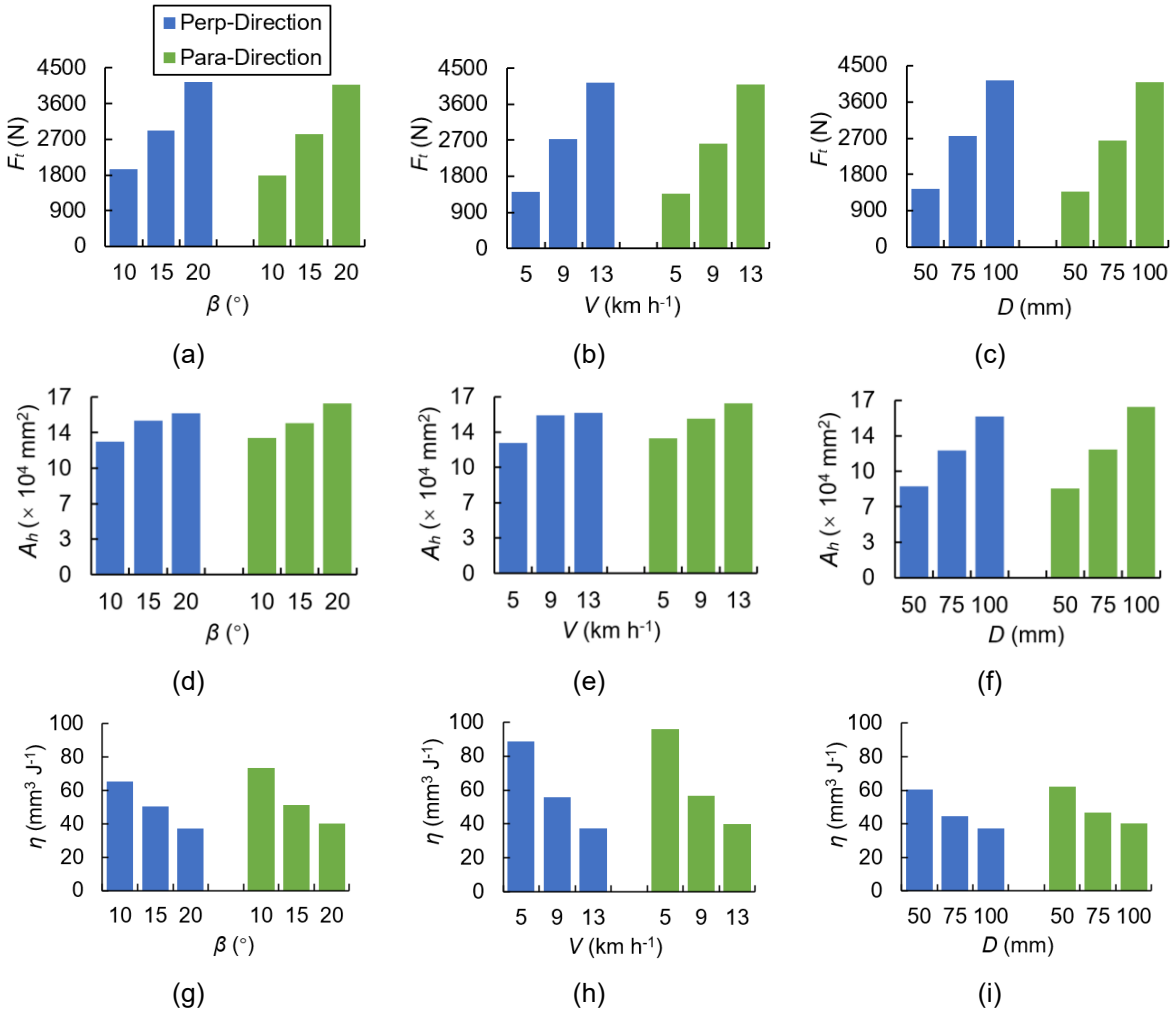 Perp-Direction
Para-Direction
4500
3600
2700
1800
900
0
Ft (N)
10 15 20 10 15 20
β (°)
(a)
4500
3600
2700
1800
900
0
Ft (N)
5 9 13 5 9 13
V (km h-1)
(b)
4500
3600
2700
1800
900
0
Ft (N)
50 75 100 50 75 100
D (mm)
(c)
17
14
10
7
3
0
Ah (× 10⁴ mm²)
10 15 20 10 15 20
β (°)
(d)
17
14
10
7
3
0
Ah (× 10⁴ mm²)
5 9 13 5 9 13
V (km h-1)
(e)
17
14
10
7
3
0
Ah (× 10⁴ mm²)
50 75 100 50 75 100
D (mm)
(f)
100
80
60
40
20
0
η (mm³ J-1)
10 15 20 10 15 20
β (°)
(g)
100
80
60
40
20
0
η (mm³ J-1)
5 9 13 5 9 13
V (km h-1)
(h)
100
80
60
40
20
0
η (mm³ J-1)
50 75 100 50 75 100
D (mm)
(i)